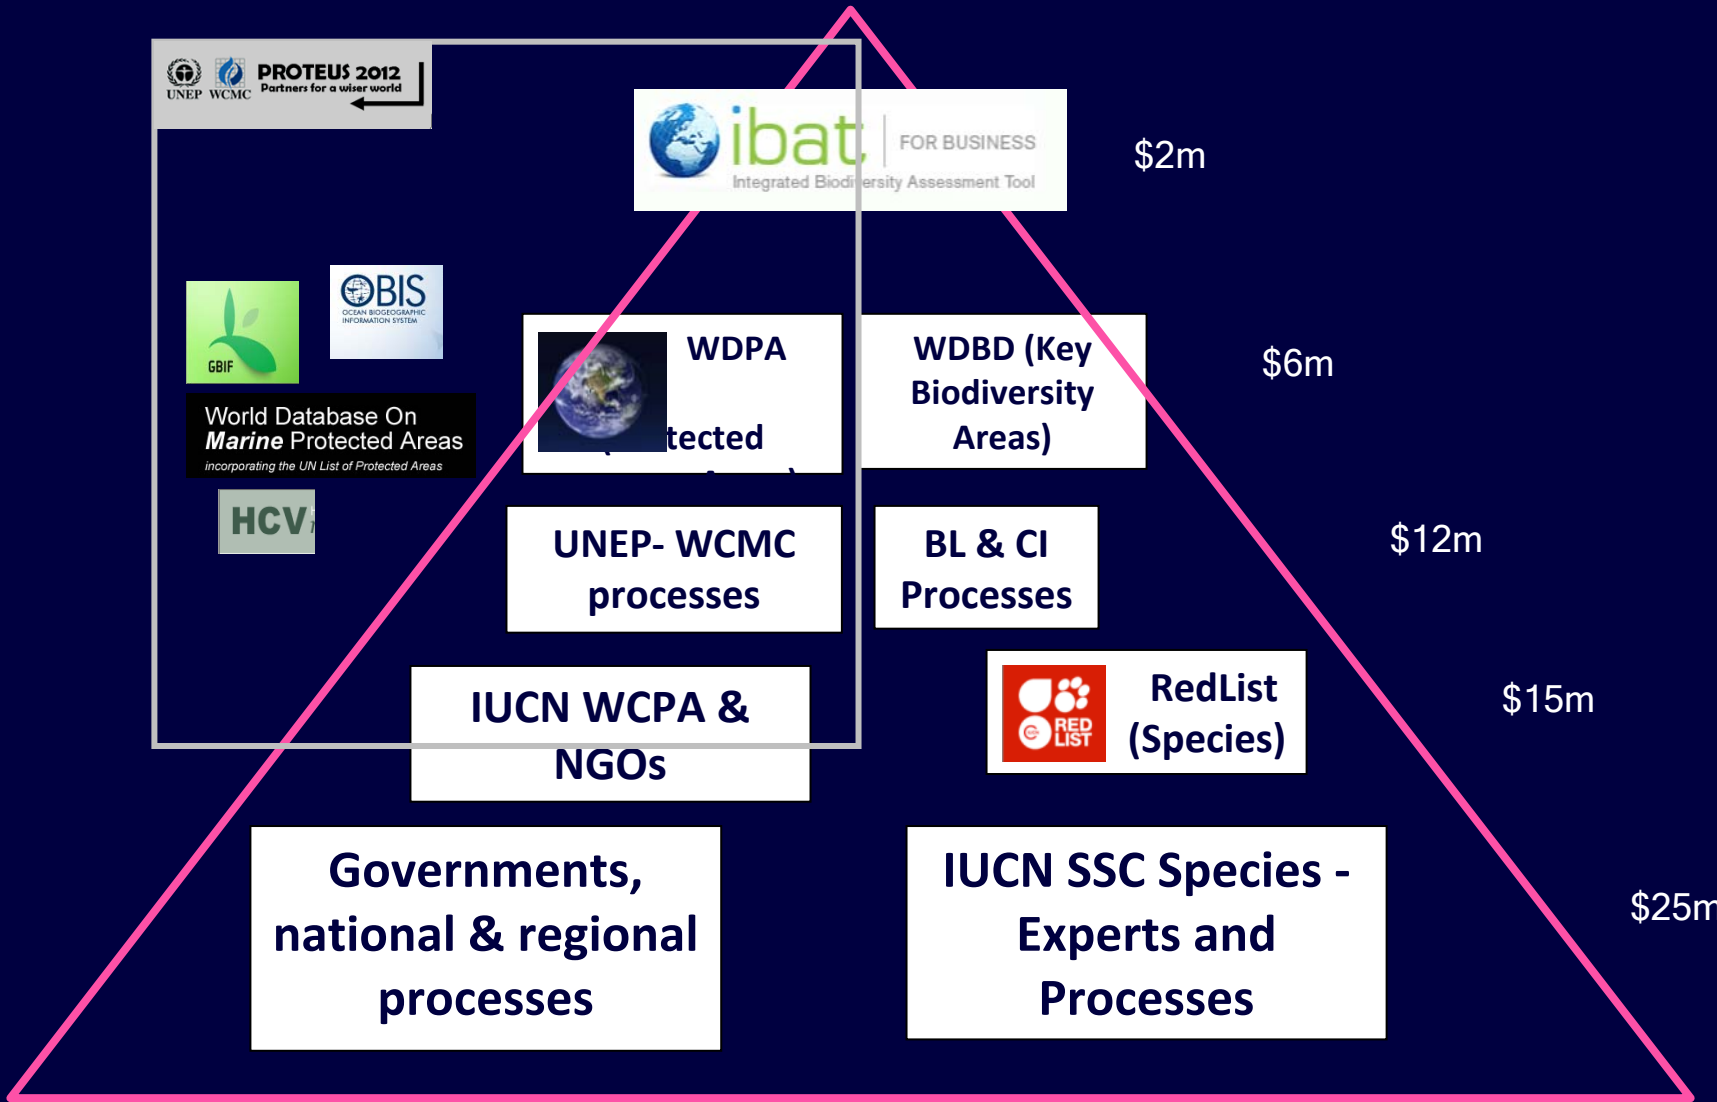 UNEP WCMC
PROTEUS 2012
Partners for a wiser world
ibat FOR BUSINESS
Integrated Biodiversity Assessment Tool
$2m
GBIF
OBIS
OCEAN BIOGEOGRAPHIC
INFORMATION SYSTEM
World Database On
Marine Protected Areas
incorporating the UN List of Protected Areas
HCV
WDPA
tected
WDBD (Key
Biodiversity
Areas)
$6m
UNEP- WCMC
processes
BL & CI
Processes
$12m
IUCN WCPA &
NGOs
RED
LIST
RedList
(Species)
$15m
Governments,
national & regional
processes
IUCN SSC Species -
Experts and
Processes
$25m